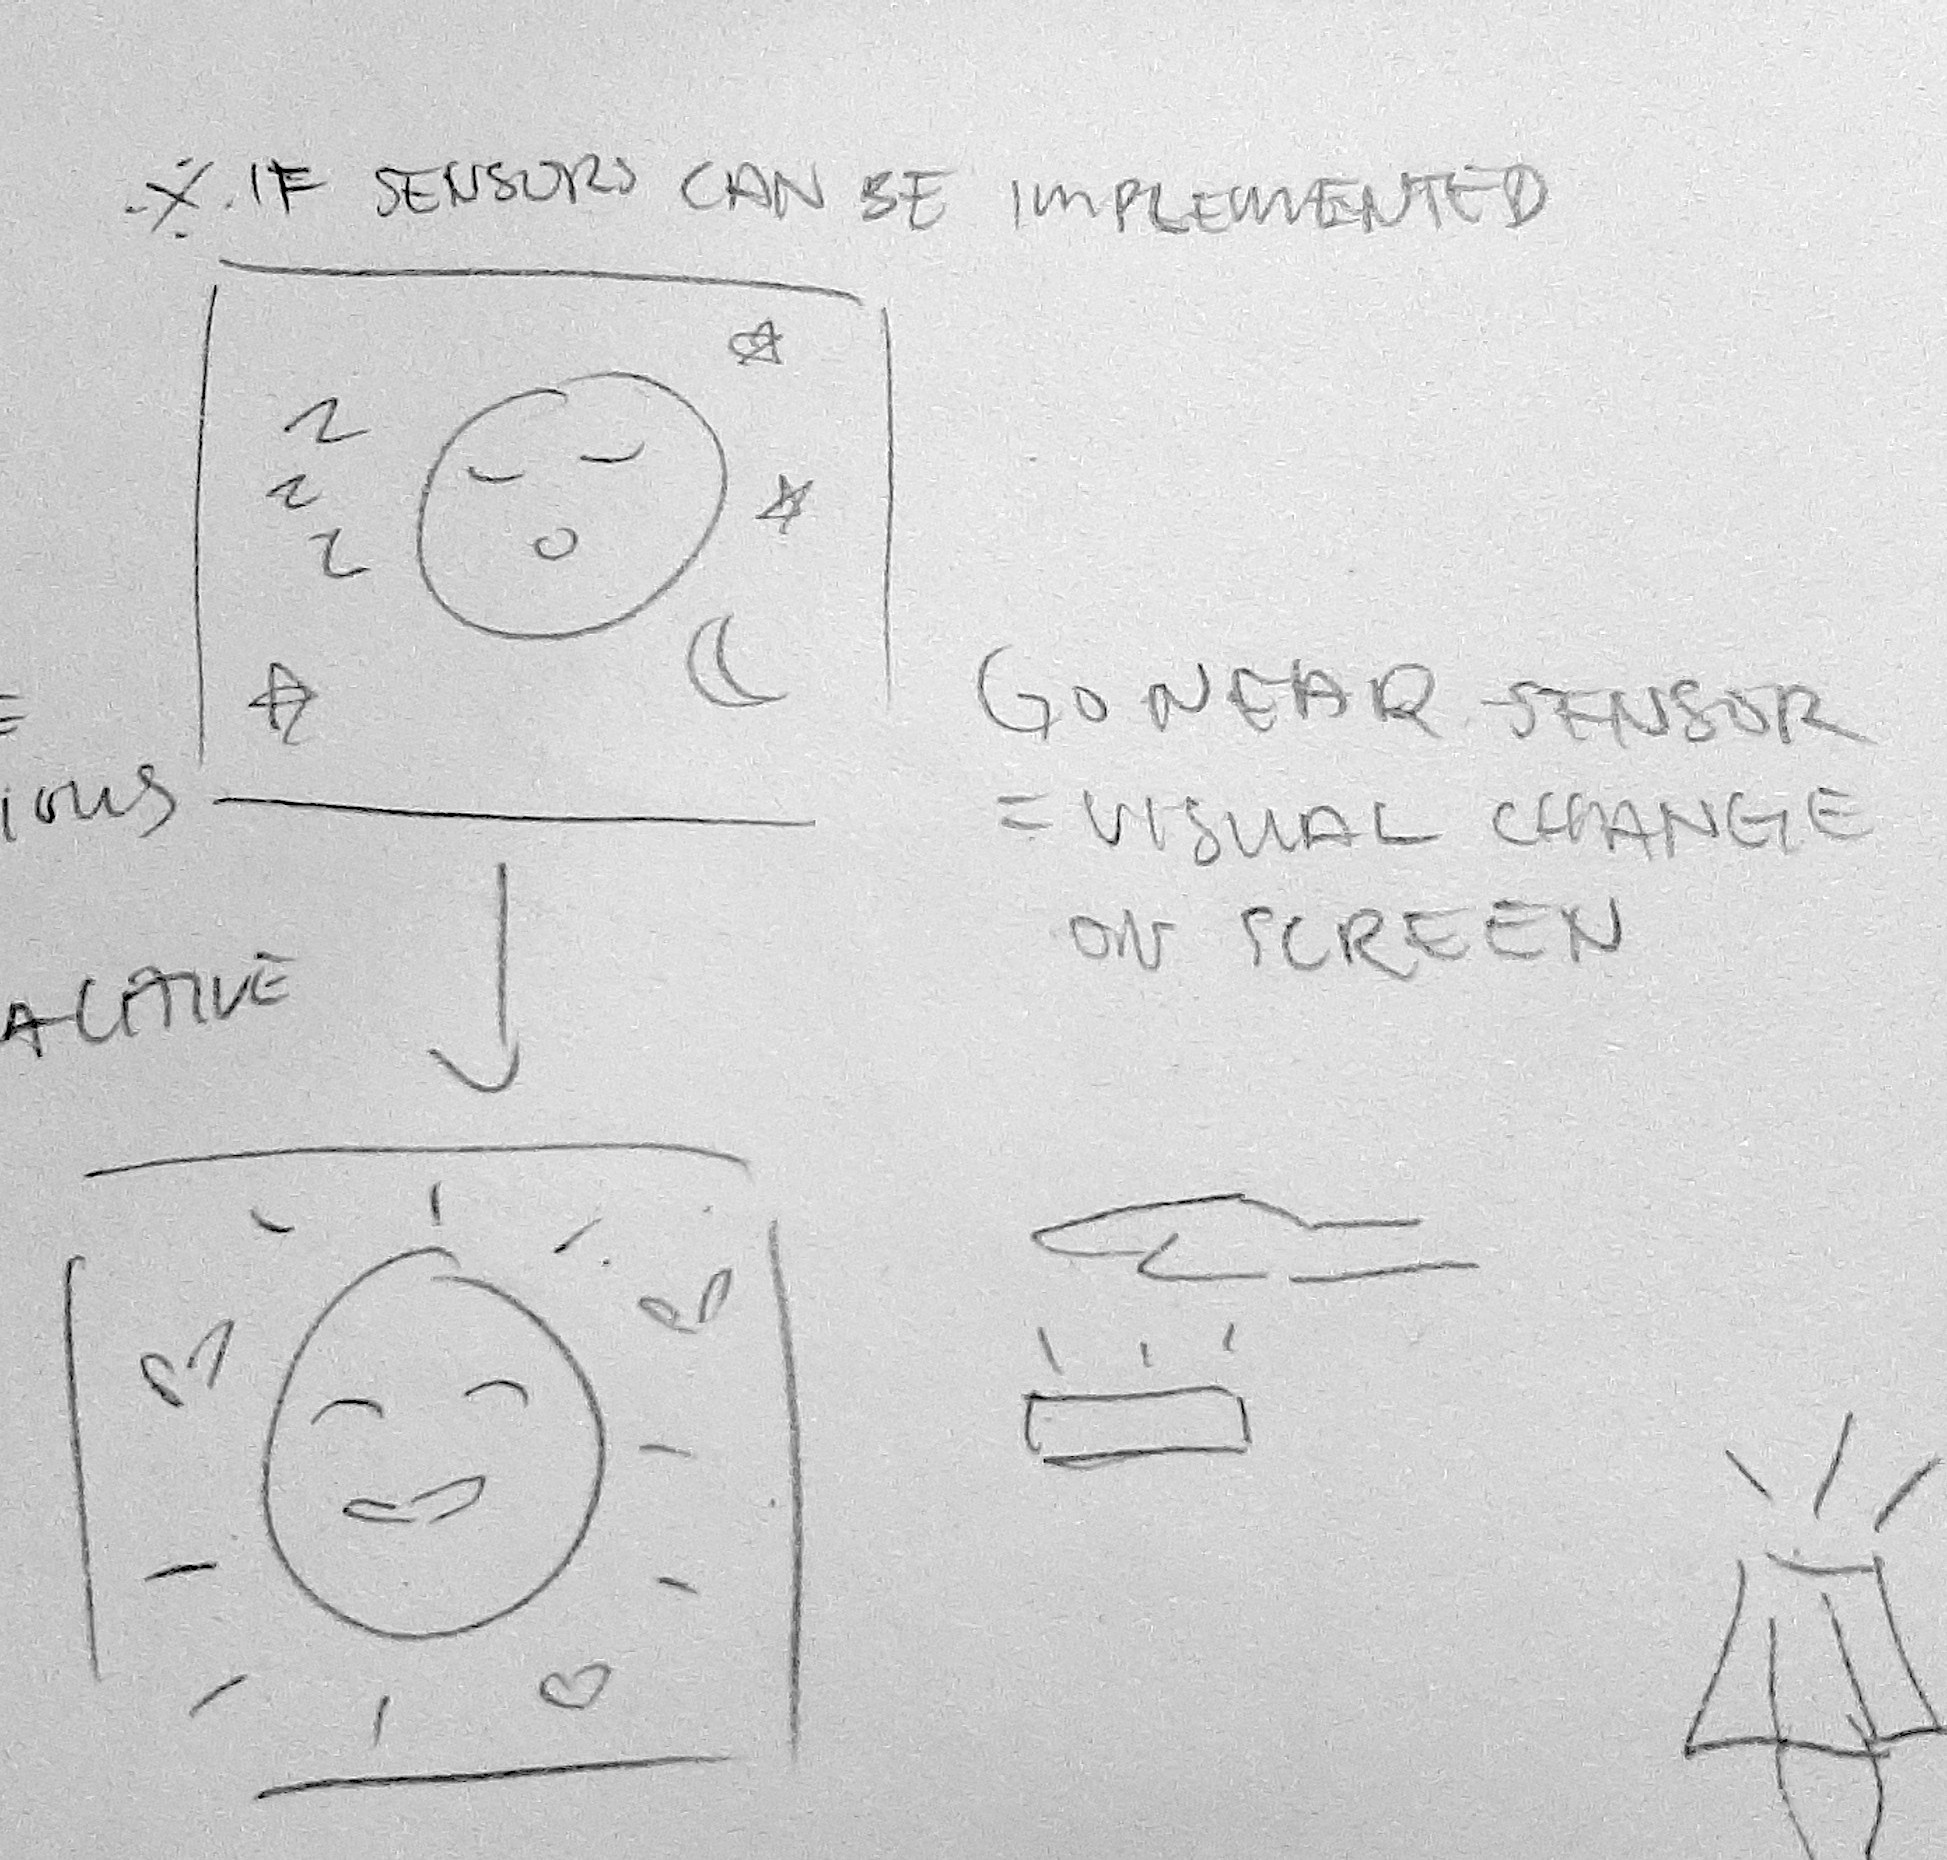 ※ IF SENSORS CAN BE IMPLEMENTED
z
z
z
GO NEAR SENSOR
= VISUAL CHANGE
ON SCREEN
=
ious
ACTIVE